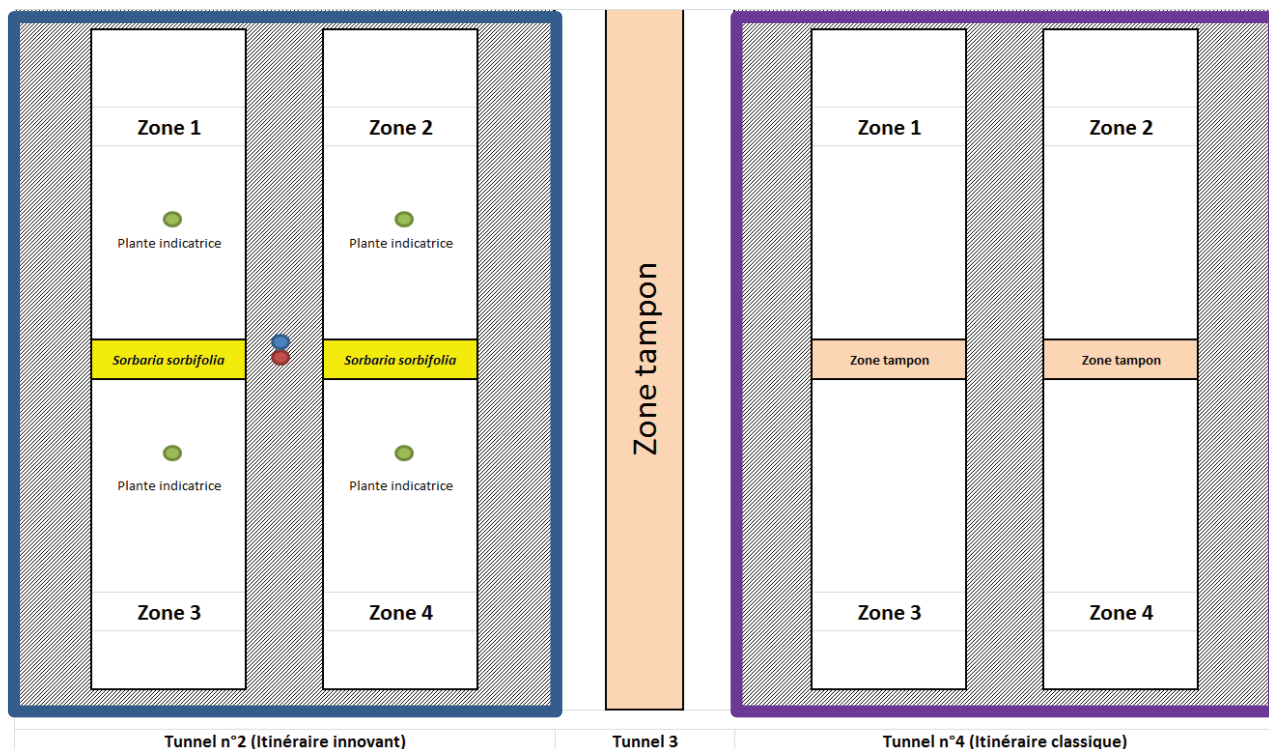 Zone 1
Zone 2
Plante indicatrice
Plante indicatrice
Sorbaria sorbifolia
Sorbaria sorbifolia
Plante indicatrice
Plante indicatrice
Zone 3
Zone 4
Tunnel n°2 (Itinéraire innovant)
Zone tampon
Tunnel 3
Zone 1
Zone 2
Zone tampon
Zone tampon
Zone 3
Zone 4
Tunnel n°4 (Itinéraire classique)